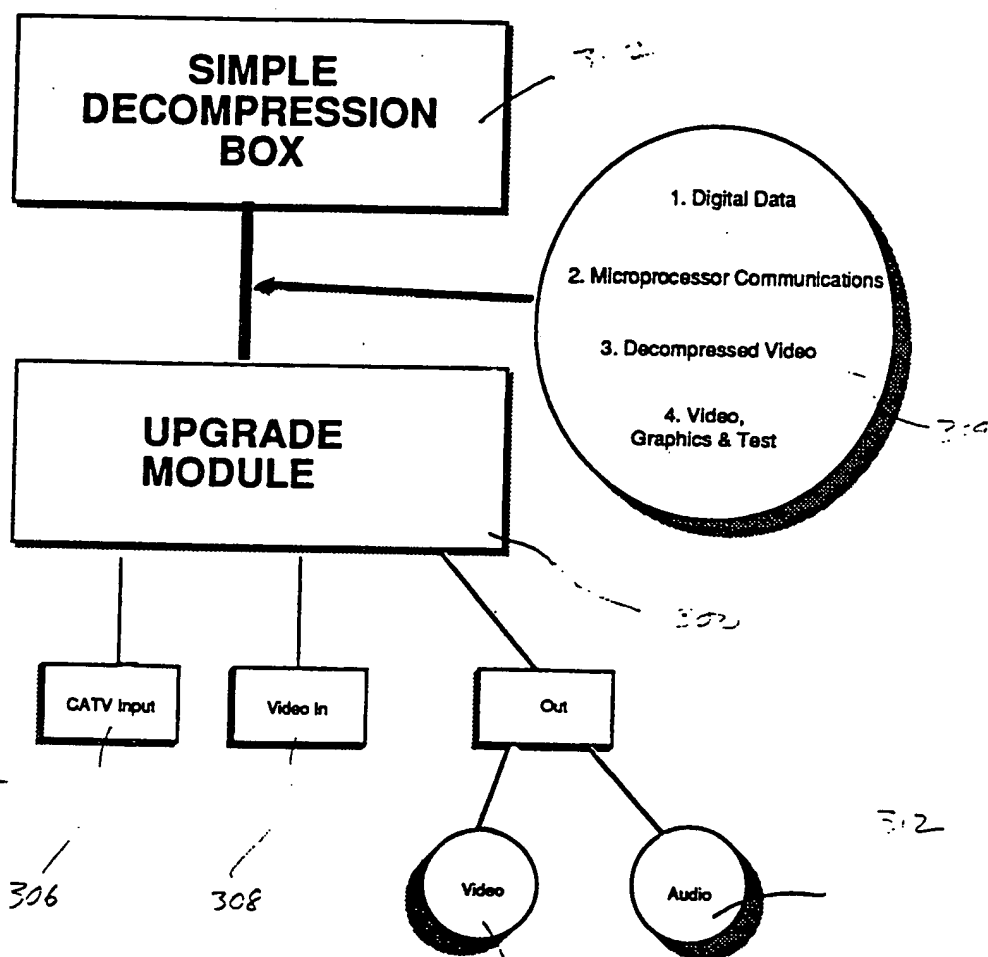 SIMPLE
DECOMPRESSION
BOX
1. Digital Data
2. Microprocessor Communications
3. Decompressed Video
4. Video,
Graphics & Test
UPGRADE
MODULE
CATV Input
Video In
Out
Video
Audio
312
306
308